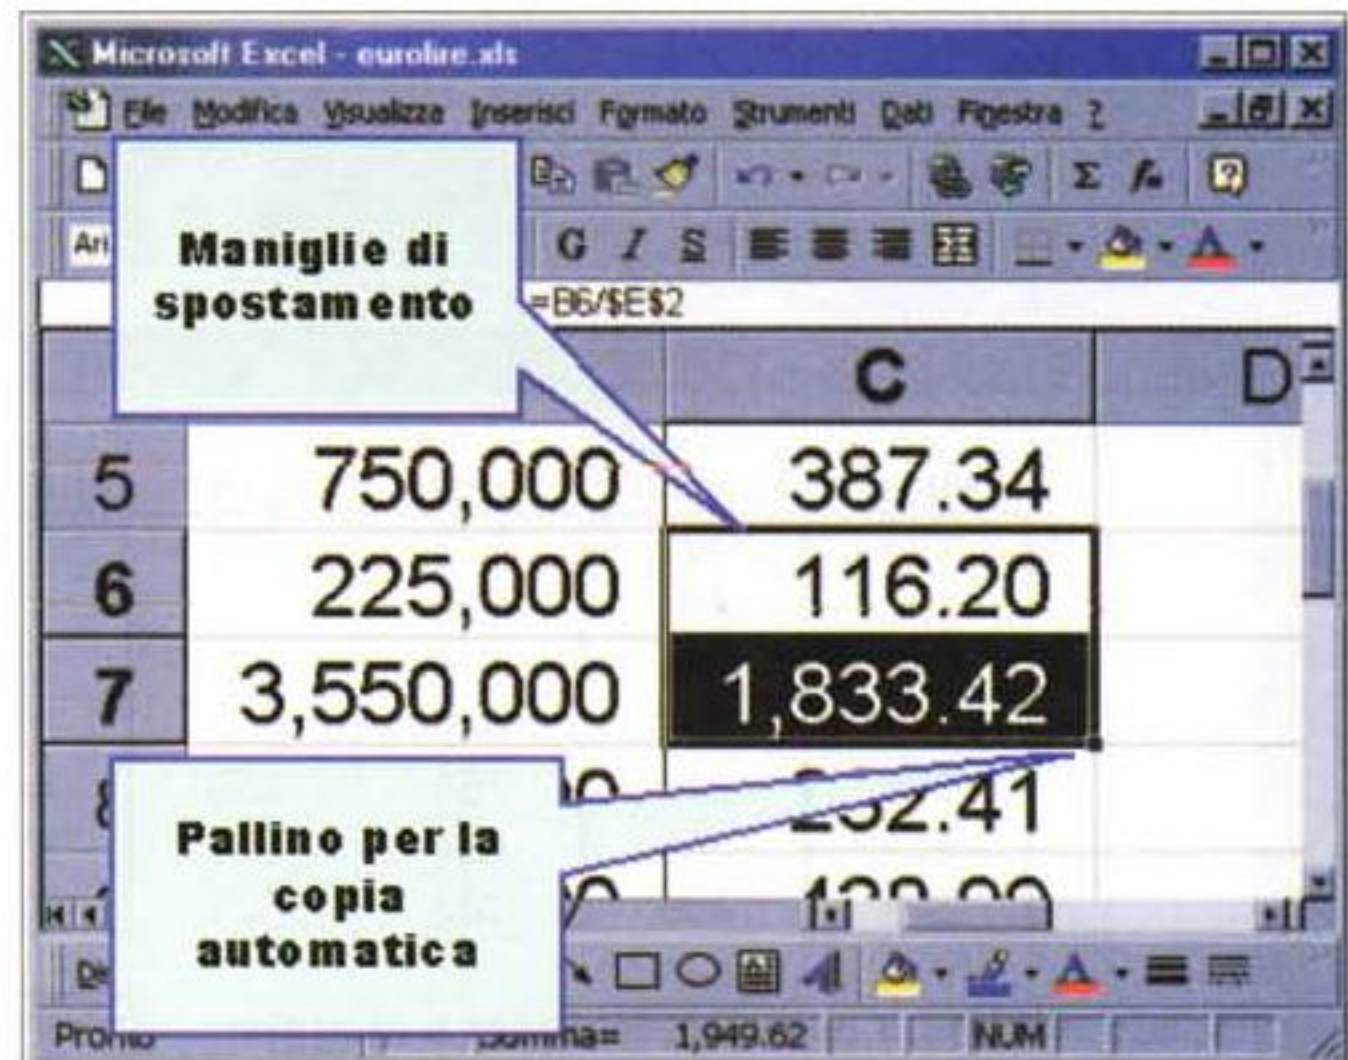 Microsoft Excel - eurolire.xls
File Modifica Visualizza Inserisci Formato Strumenti Dati Finestra ?
Maniglie di
spostamento
Ari
G I S
=B6/$E$2
C D
5 750,000 387.34
6 225,000 116.20
7 3,550,000 1,833.42
Pallino per la
copia
automatica
Pronto Somma= 1,949.62 NUM